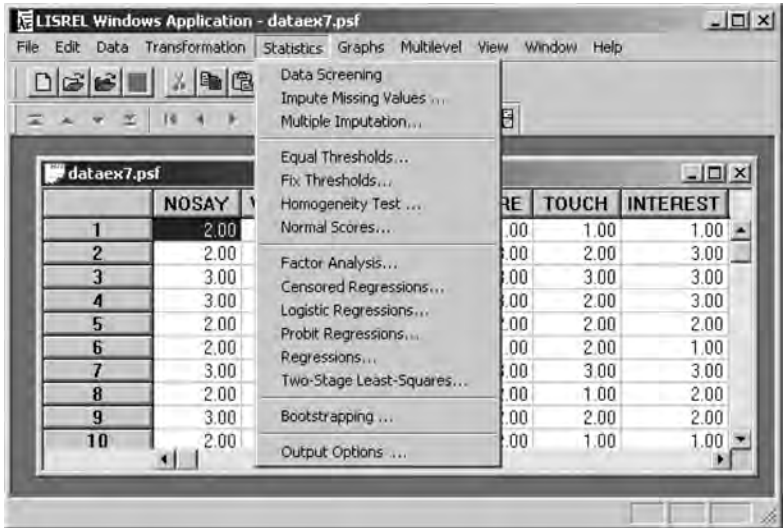 LISREL Windows Application - dataex7.psf
File Edit Data Transformation Statistics Graphs Multilevel View Window Help
Data Screening
Impute Missing Values ...
Multiple Imputation...
Equal Thresholds...
Fix Thresholds...
Homogeneity Test ...
Normal Scores...
Factor Analysis...
Censored Regressions...
Logistic Regressions...
Probit Regressions...
Regressions...
Two-Stage Least-Squares...
Bootstrapping ...
Output Options ...
dataex7.psf
NOSAY TOUCH INTEREST
1 2.00 1.00 1.00
2 2.00 2.00 3.00
3 3.00 3.00 3.00
4 3.00 2.00 3.00
5 2.00 2.00 2.00
6 2.00 2.00 1.00
7 3.00 3.00 3.00
8 2.00 1.00 2.00
9 3.00 2.00 2.00
10 2.00 1.00 1.00